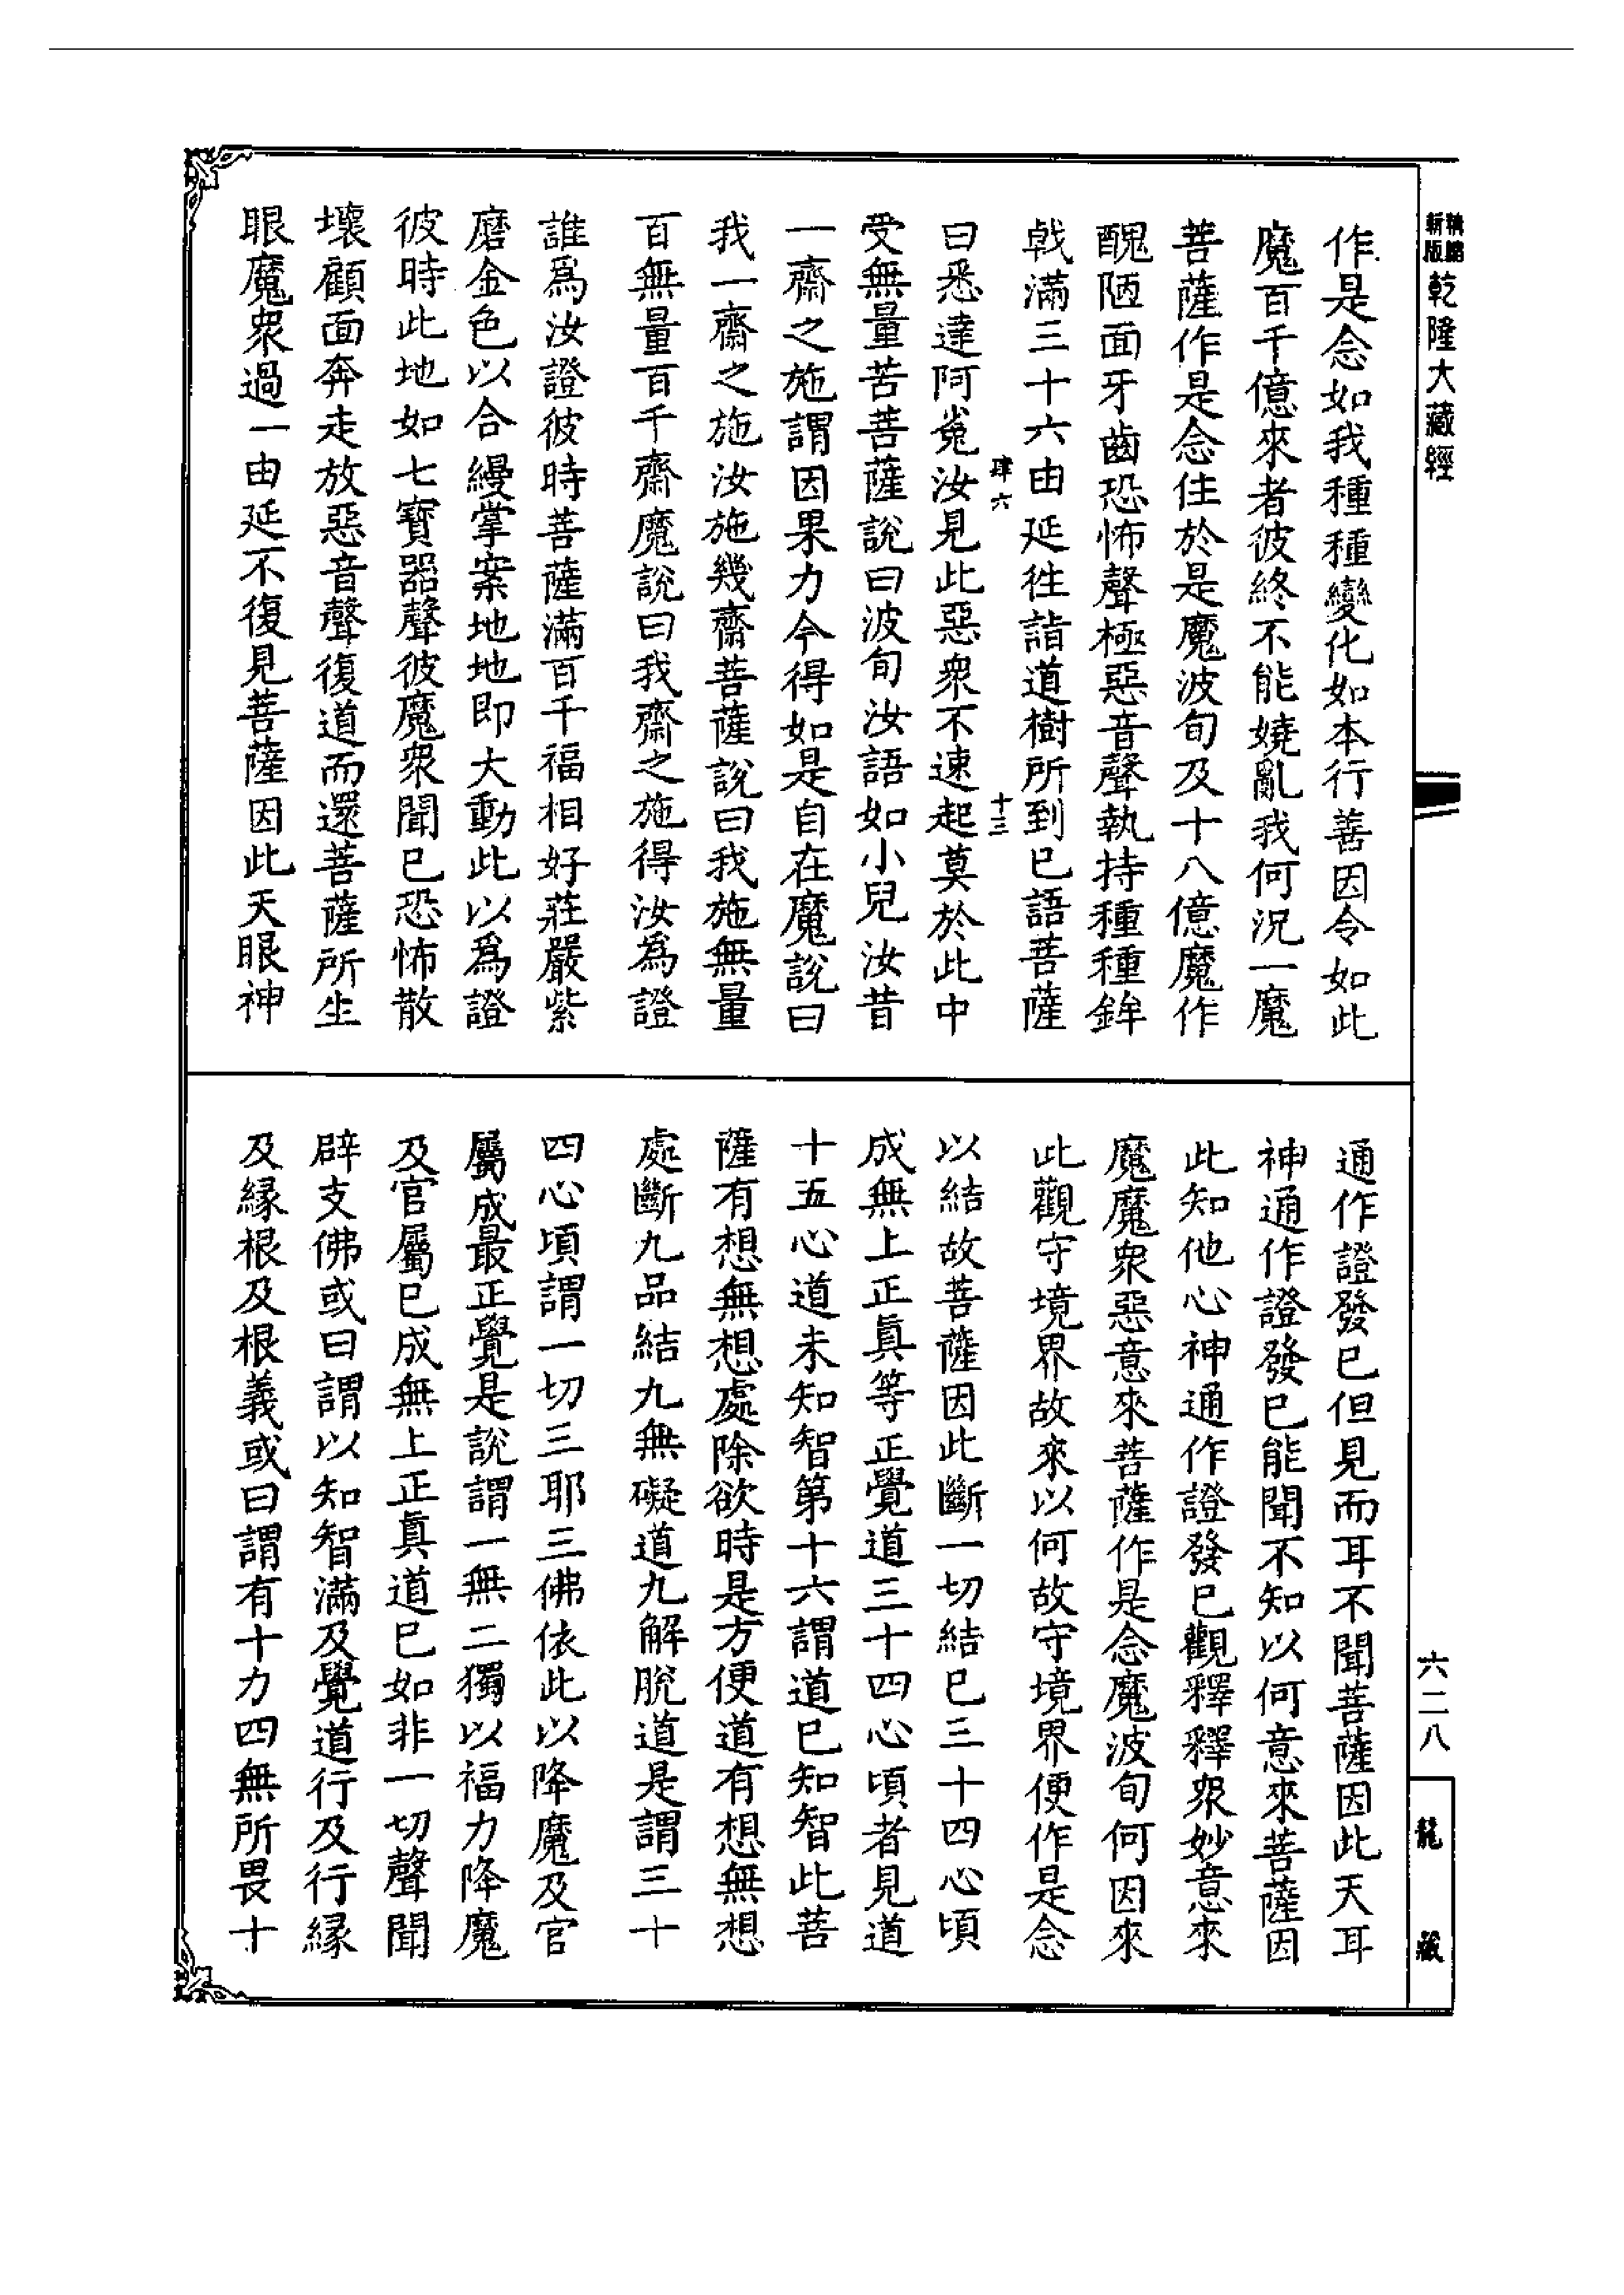 精縮新版乾隆大藏經
作是念如我種種變化如本行善因令如此
魔百千億來者彼終不能嬈亂我何況一魔
菩薩作是念住於是魔波旬及十八億魔作
醜陋面牙齒恐怖聲極惡音聲執持種種鉾
戟滿三十六由延徃詣道樹所到已語菩薩
肆六 十三
曰悉達阿㝹汝見此惡衆不速起莫於此中
受無量苦菩薩說曰波旬汝語如小兒汝昔
一齋之施謂因果力今得如是自在魔說曰
我一齋之施汝施幾齋菩薩說曰我施無量
百無量百千齋魔說曰我齋之施得汝爲證
誰爲汝證彼時菩薩滿百千福相好莊嚴紫
磨金色以合縵掌案地地即大動此以爲證
彼時此地如七寶器聲彼魔衆聞已恐怖散
壞顧面奔走放惡音聲復道而還菩薩所生
眼魔衆過一由延不復見菩薩因此天眼神
通作證發已但見而耳不聞菩薩因此天耳
神通作證發已能聞不知以何意來菩薩因
此知他心神通作證發已觀釋釋衆妙意來
魔魔衆惡意來菩薩作是念魔波旬何因來
此觀守境界故來以何故守境界便作是念
以結故菩薩因此斷一切結已三十四心頃
成無上正眞等正覺道三十四心頃者見道
十五心道未知智第十六謂道已知智此菩
薩有想無想處除欲時是方便道有想無想
處斷九品結九無礙道九解脫道是謂三十
四心頃謂一切三耶三佛依此以降魔及官
屬成最正覺是說謂一無二獨以福力降魔
及官屬已成無上正眞道已如非一切聲聞
辟支佛或曰謂以知智滿及覺道行及行緣
及緣根及根義或曰謂有十力四無所畏十
六二八
龍藏